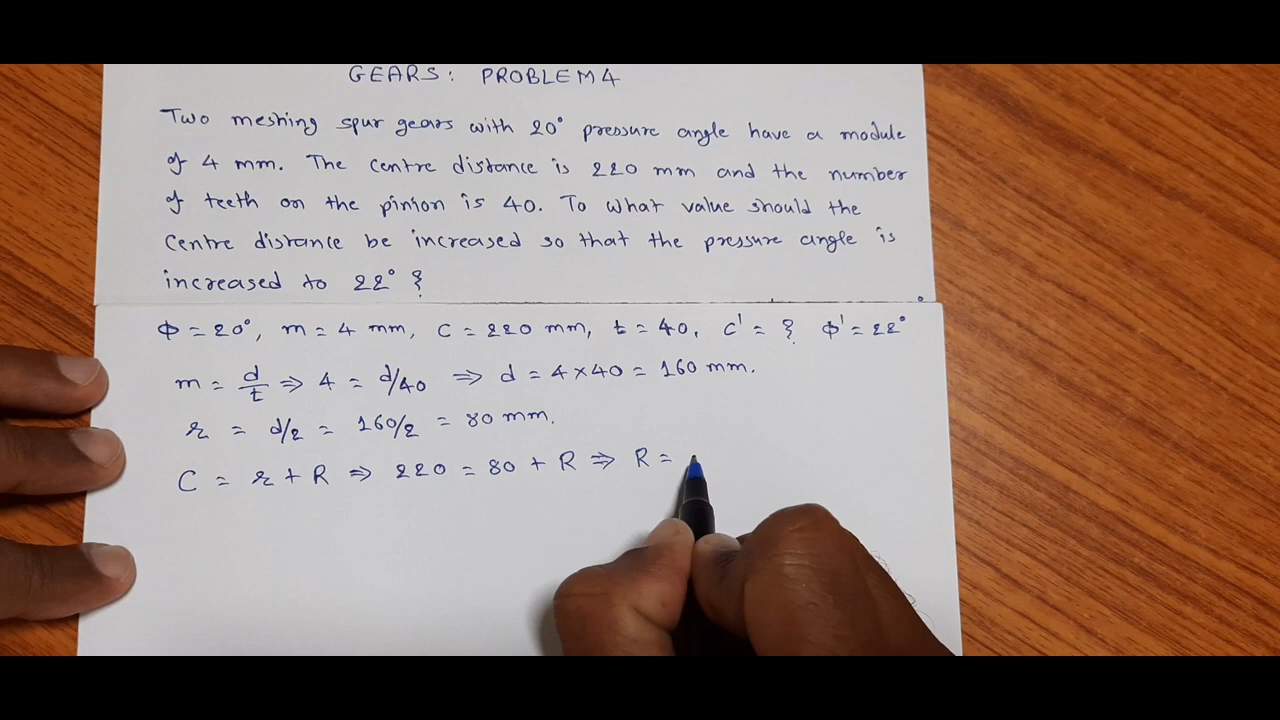 GEARS: PROBLEM 4
Two meshing spur gears with 20° pressure angle have a module
of 4 mm. The centre distance is 220 mm and the number
of teeth on the pinion is 40. To what value should the
centre distance be increased so that the pressure angle is
increased to 22° ?
Φ = 20°, m = 4 mm, C = 220 mm, t = 40, C' = ? Φ' = 22°
m = d/t ⇒ 4 = d/40 ⇒ d = 4×40 = 160 mm.
r = d/2 = 160/2 = 80 mm.
C = r + R ⇒ 220 = 80 + R ⇒ R =